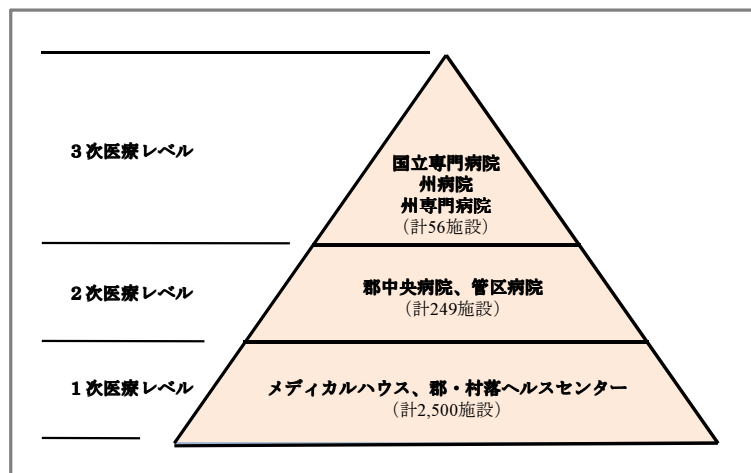 3次医療レベル
国立専門病院
州病院
州専門病院
（計56施設）
2次医療レベル
郡中央病院、管区病院
（計249施設）
1次医療レベル
メディカルハウス、郡・村落ヘルスセンター
（計2,500施設）